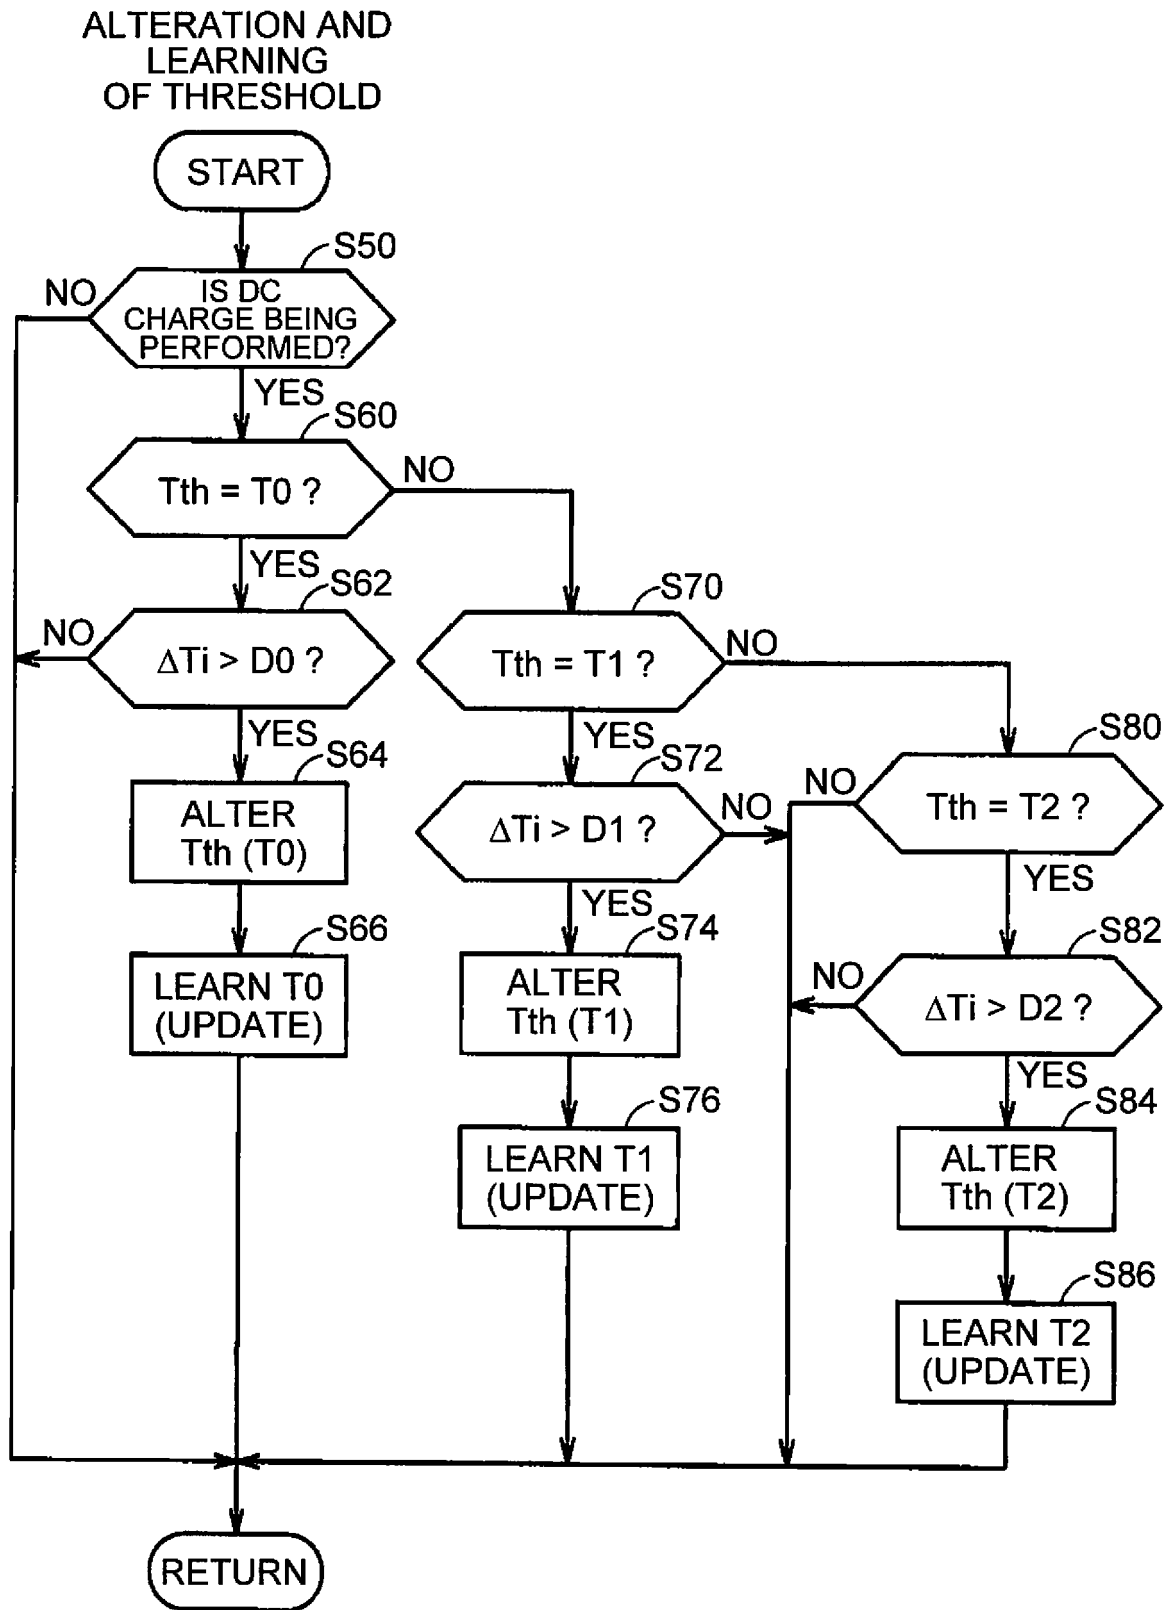 ALTERATION AND
LEARNING
OF THRESHOLD
START
S50
NO
IS DC
CHARGE BEING
PERFORMED?
YES
S60
Tth = T0 ?
NO
YES
S62
NO
ΔTi > D0 ?
YES
S64
ALTER
Tth (T0)
S66
LEARN T0
(UPDATE)
S70
Tth = T1 ?
NO
YES
S72
ΔTi > D1 ?
NO
YES
S74
ALTER
Tth (T1)
S76
LEARN T1
(UPDATE)
S80
NO
Tth = T2 ?
YES
S82
NO
ΔTi > D2 ?
YES
S84
ALTER
Tth (T2)
S86
LEARN T2
(UPDATE)
RETURN